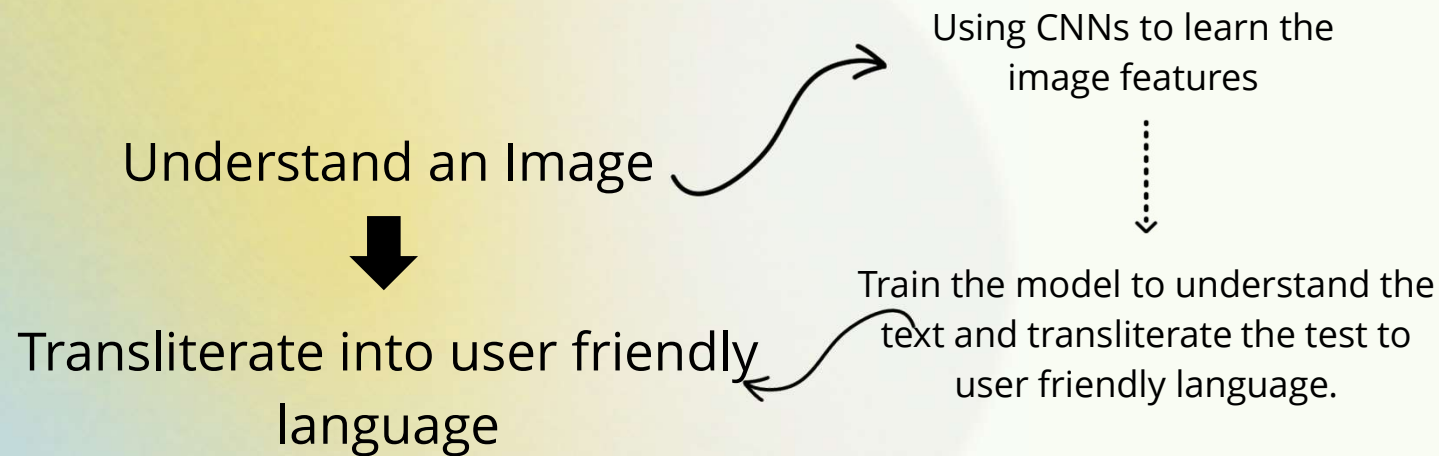 Using CNNs to learn the
image features
Understand an Image
Transliterate into user friendly
language
Train the model to understand the
text and transliterate the test to
user friendly language.